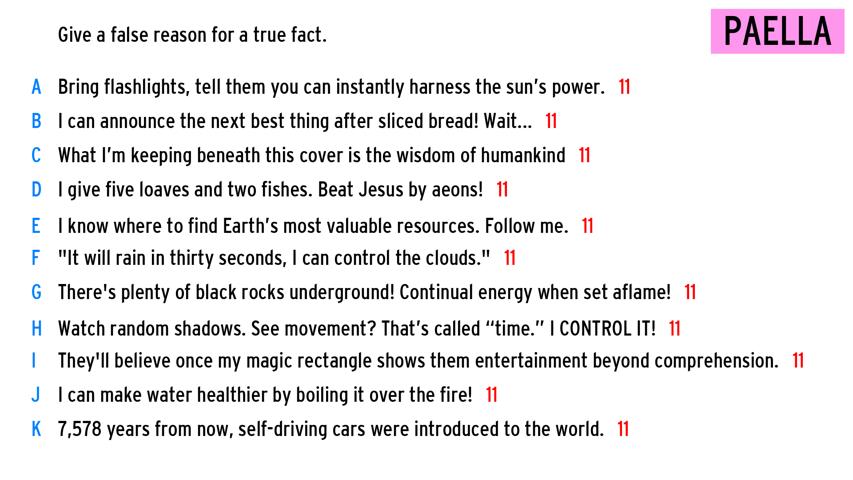 Give a false reason for a true fact.
PAELLA
A Bring flashlights, tell them you can instantly harness the sun's power. 11
B I can announce the next best thing after sliced bread! Wait... 11
C What I'm keeping beneath this cover is the wisdom of humankind 11
D I give five loaves and two fishes. Beat Jesus by aeons! 11
E I know where to find Earth's most valuable resources. Follow me. 11
F "It will rain in thirty seconds, I can control the clouds." 11
G There's plenty of black rocks underground! Continual energy when set aflame! 11
H Watch random shadows. See movement? That's called “time.” I CONTROL IT! 11
I They'll believe once my magic rectangle shows them entertainment beyond comprehension. 11
J I can make water healthier by boiling it over the fire! 11
K 7,578 years from now, self-driving cars were introduced to the world. 11